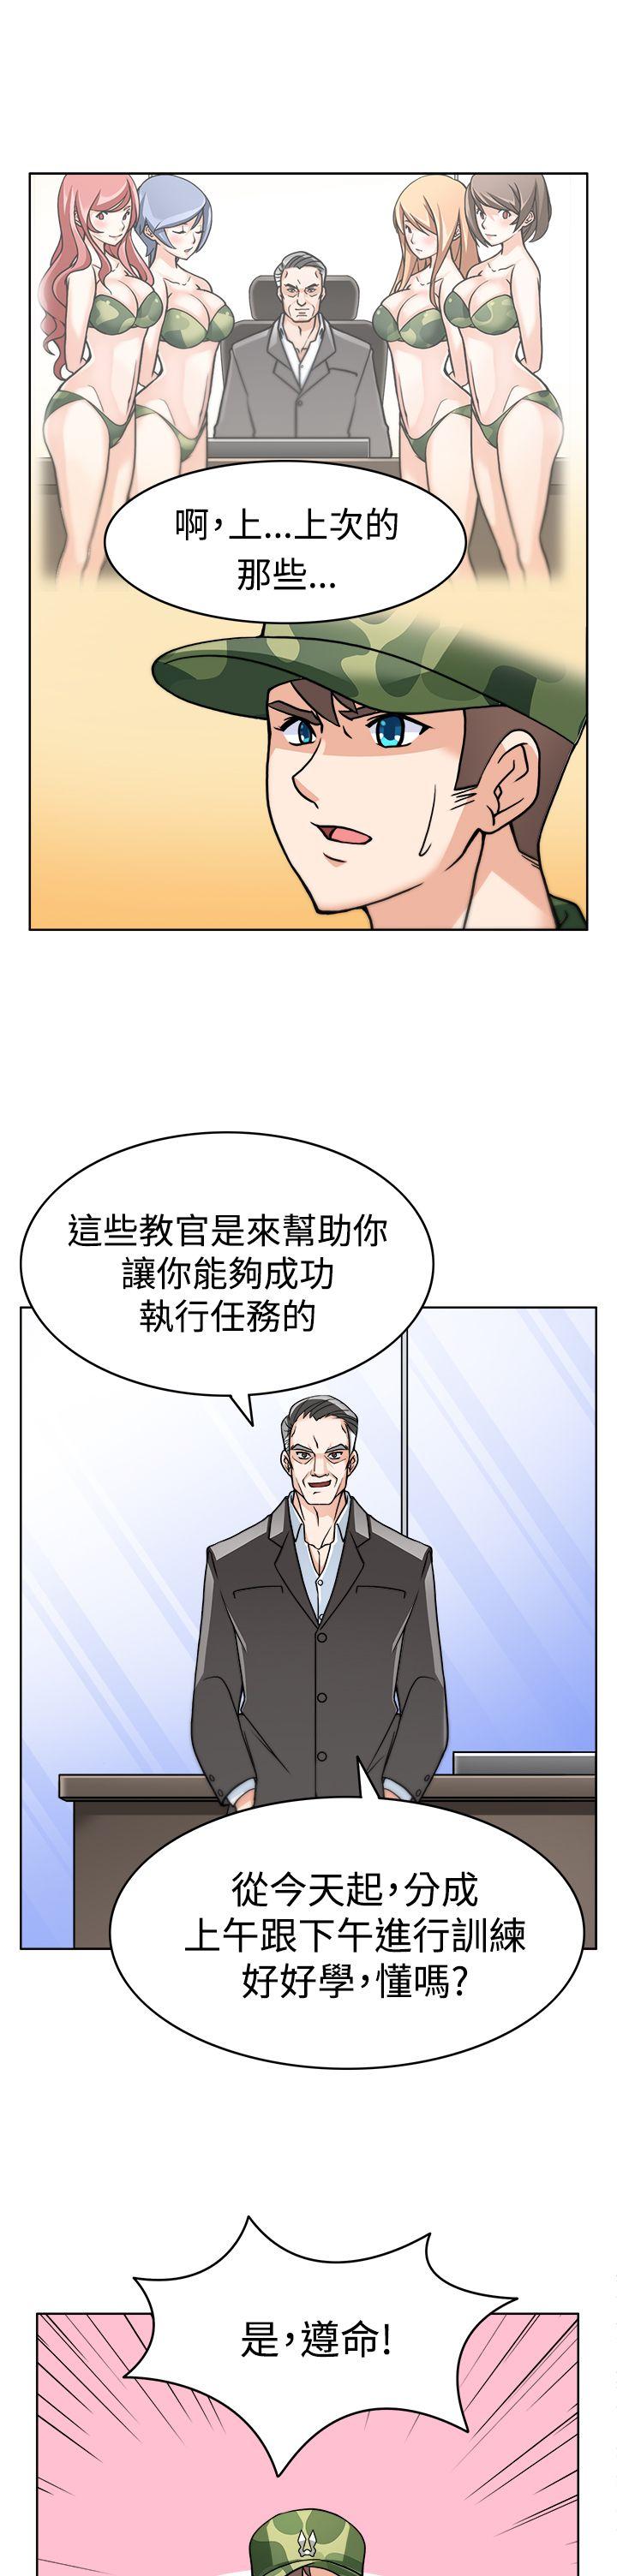 啊，上...上次的
那些...
這些教官是來幫助你
讓你能夠成功
執行任務的
從今天起，分成
上午跟下午進行訓練
好好學，懂嗎?
是，遵命!